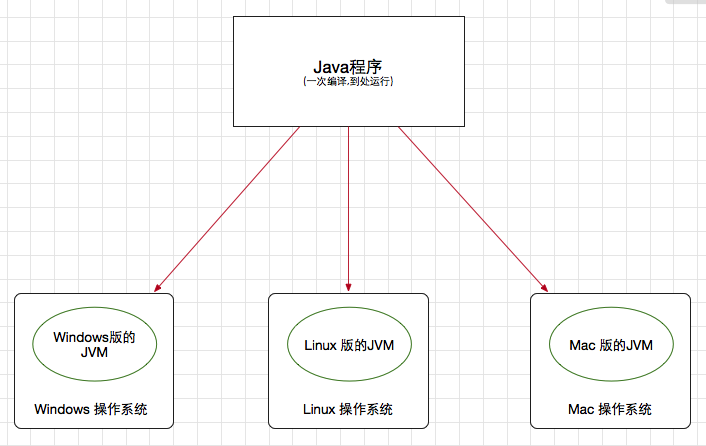 Java程序
(一次编译,到处运行)
Windows版的
JVM
Linux 版的JVM
Mac 版的JVM
Windows 操作系统
Linux 操作系统
Mac 操作系统